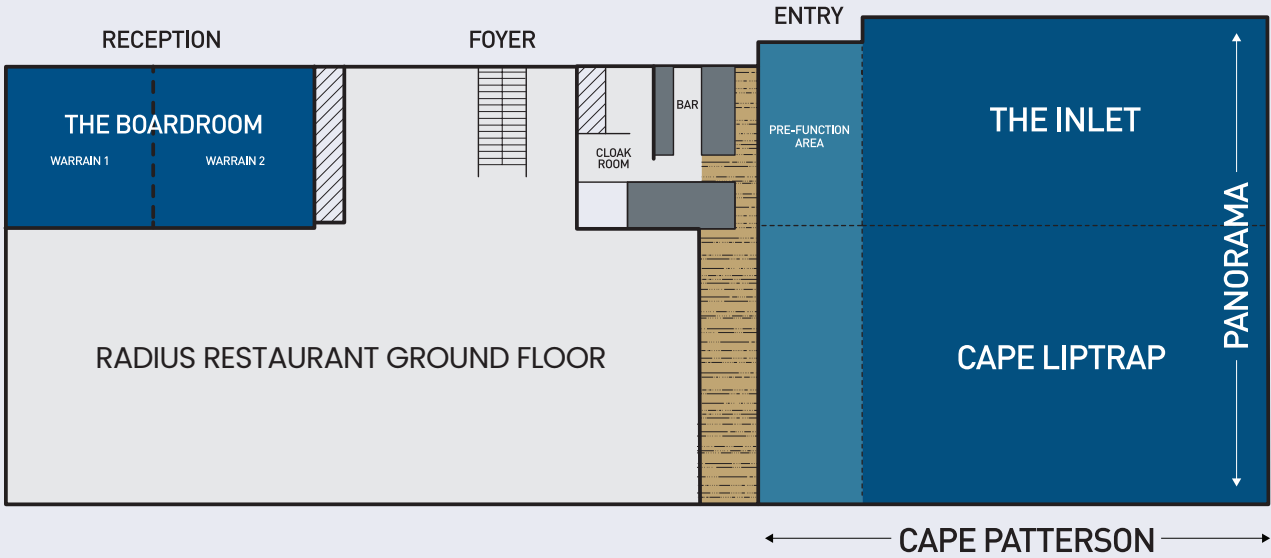 ENTRY
RECEPTION
FOYER
THE BOARDROOM
WARRAIN 1
WARRAIN 2
BAR
CLOAK
ROOM
PRE-FUNCTION
AREA
THE INLET
PANORAMA
RADIUS RESTAURANT GROUND FLOOR
CAPE LIPTRAP
CAPE PATTERSON